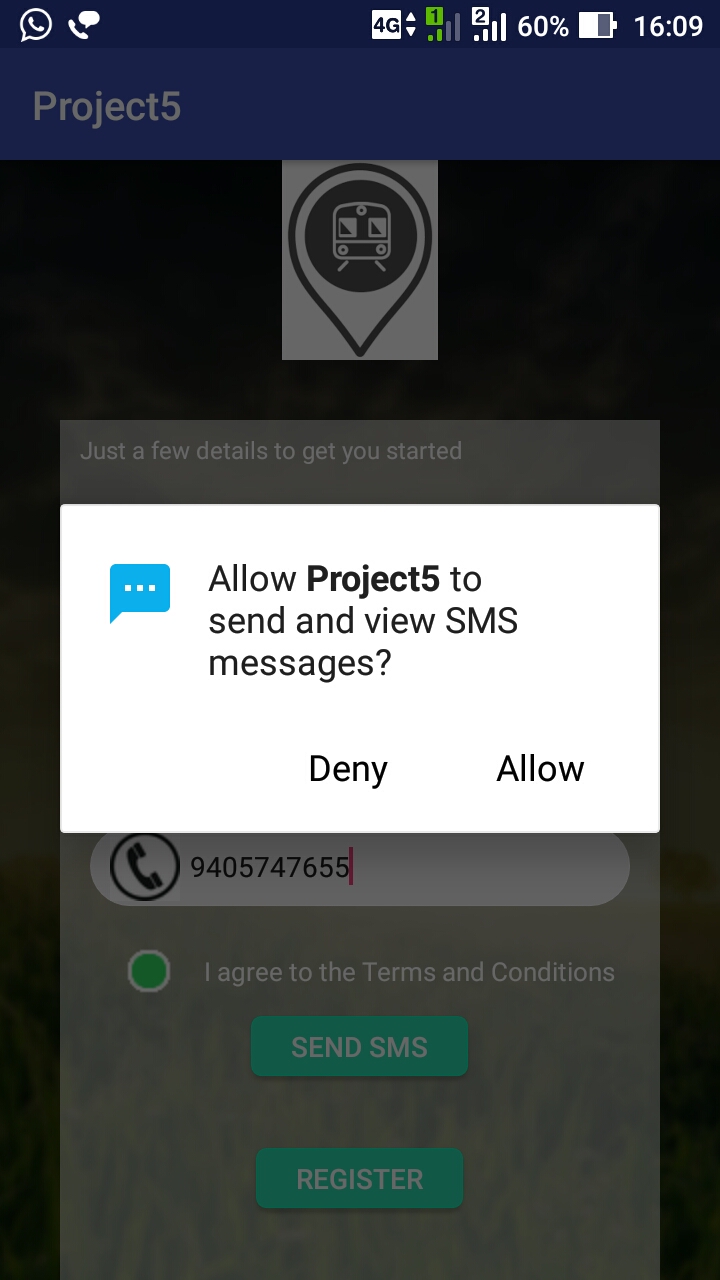 4G 1 2 60% 16:09
Project5
Just a few details to get you started
Allow Project5 to
send and view SMS
messages?
Deny Allow
9405747655
I agree to the Terms and Conditions
SEND SMS
REGISTER